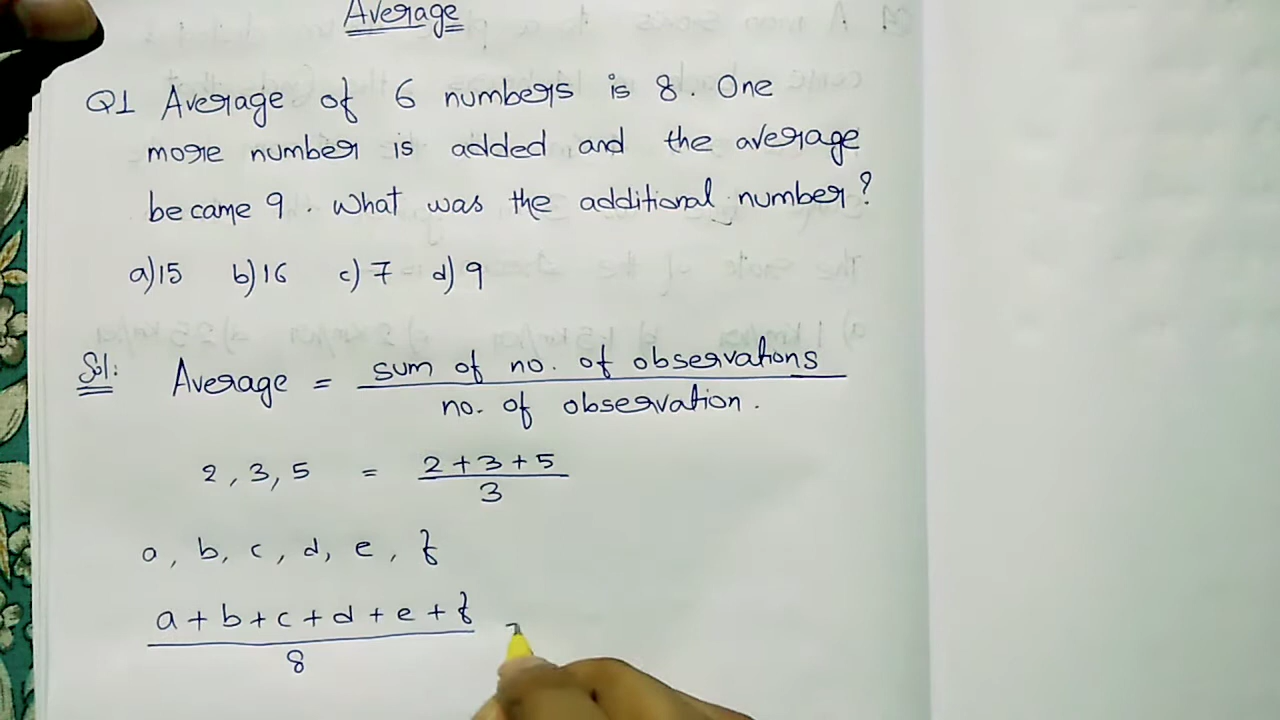 Average
Q1 Average of 6 numbers is 8. One
more number is added and the average
became 9. What was the additional number?
a) 15 b) 16 c) 7 d) 9
Sol: Average = sum of no. of observations
no. of observation.
2, 3, 5 = 2+3+5
3
a, b, c, d, e, f
a+b+c+d+e+f
8